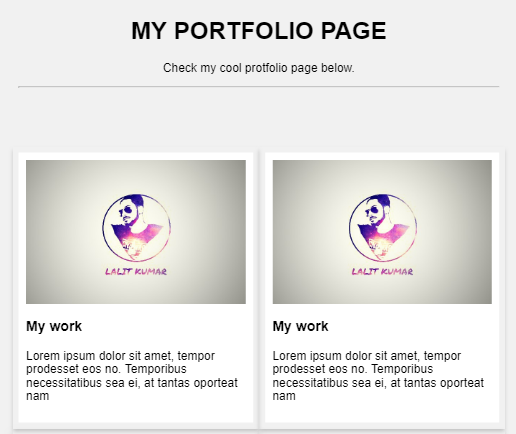 MY PORTFOLIO PAGE
Check my cool protfolio page below.
LALIT KUMAR
LALIT KUMAR
My work
My work
Lorem ipsum dolor sit amet, tempor
prodesset eos no. Temporibus
necessitatibus sea ei, at tantas oporteat
nam
Lorem ipsum dolor sit amet, tempor
prodesset eos no. Temporibus
necessitatibus sea ei, at tantas oporteat
nam